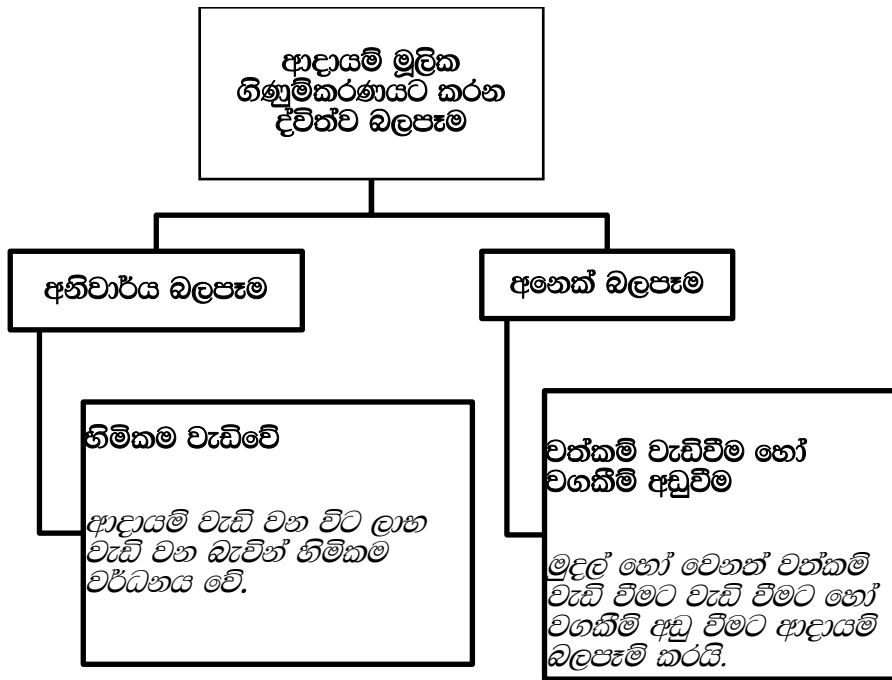 ආදායම් මූලික
ගිණුම්කරණයට කරන
ද්විත්ව බලපෑම
අනිවාර්ය බලපෑම
අනෙක් බලපෑම
හිමිකම වැඩිවේ
ආදායම් වැඩි වන විට ලාභ
වැඩි වන බැවින් හිමිකම
වර්ධනය වේ.
වත්කම් වැඩිවීම හෝ
වගකීම් අඩුවීම
මුදල් හෝ වෙනත් වත්කම්
වැඩි වීමට වැඩි වීමට හෝ
වගකීම් අඩු වීමට ආදායම්
බලපෑම් කරයි.